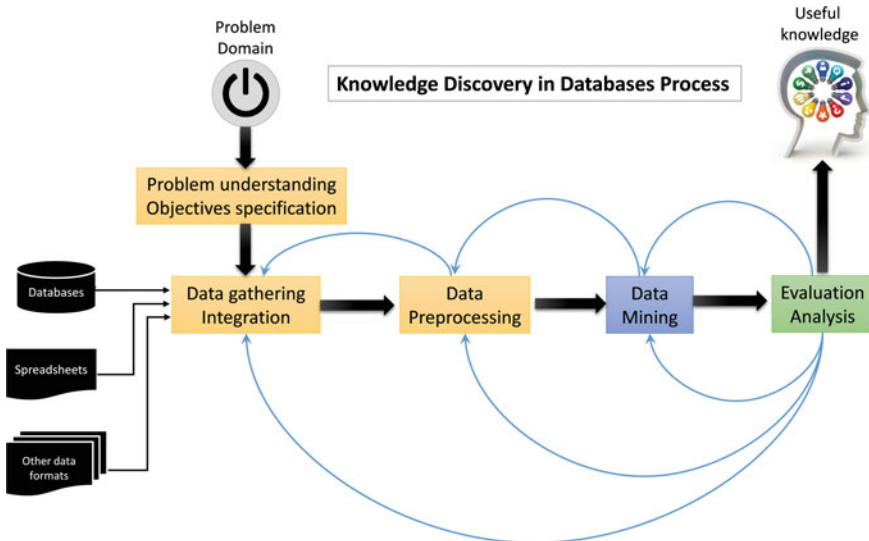 Problem
Domain
Useful
knowledge
Knowledge Discovery in Databases Process
Problem understanding
Objectives specification
Databases
Data gathering
Integration
Data
Preprocessing
Data
Mining
Evaluation
Analysis
Spreadsheets
Other data
formats